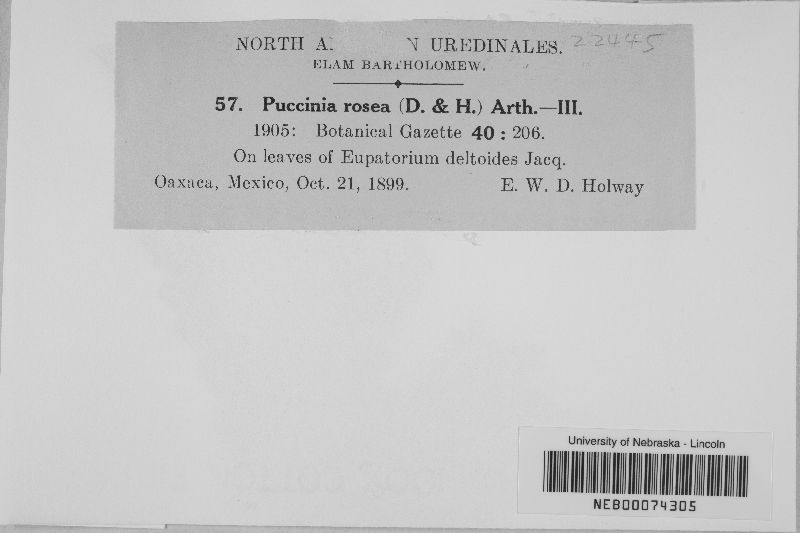 NORTH A N UREDINALES. 22445
ELAM BARTHOLOMEW.
57. Puccinia rosea (D. & H.) Arth.—III.
1905: Botanical Gazette 40 : 206.
On leaves of Eupatorium deltoides Jacq.
Oaxaca, Mexico, Oct. 21, 1899. E. W. D. Holway
University of Nebraska - Lincoln
NEB00074305